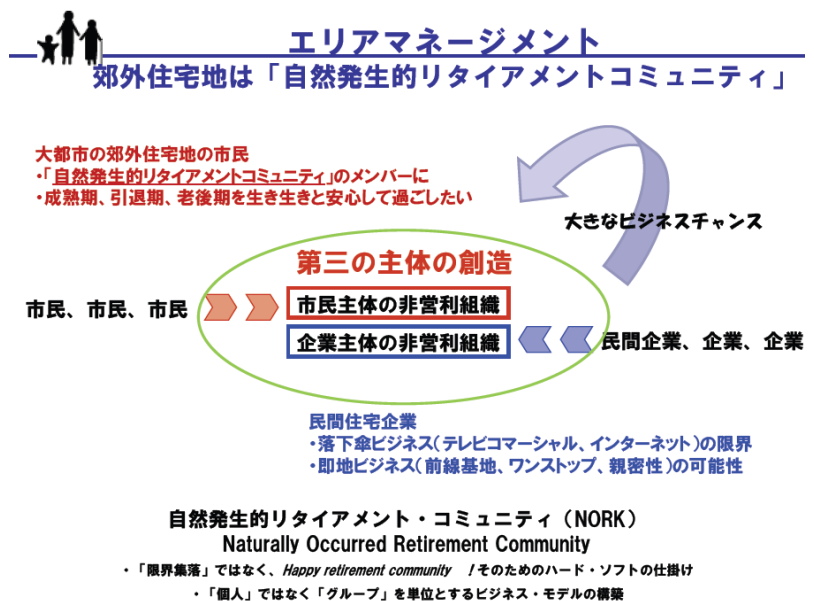 エリアマネージメント
郊外住宅地は「自然発生的リタイアメントコミュニティ」
大都市の郊外住宅地の市民
・「自然発生的リタイアメントコミュニティ」のメンバーに
・成熟期、引退期、老後期を生き生きと安心して過ごしたい
大きなビジネスチャンス
第三の主体の創造
市民、市民、市民
市民主体の非営利組織
企業主体の非営利組織
民間企業、企業、企業
民間住宅企業
・落下傘ビジネス（テレビコマーシャル、インターネット）の限界
・即地ビジネス（前線基地、ワンストップ、親密性）の可能性
自然発生的リタイアメント・コミュニティ（NORK）
Naturally Occurred Retirement Community
・「限界集落」ではなく、Happy retirement community　！そのためのハード・ソフトの仕掛け
・「個人」ではなく「グループ」を単位とするビジネス・モデルの構築